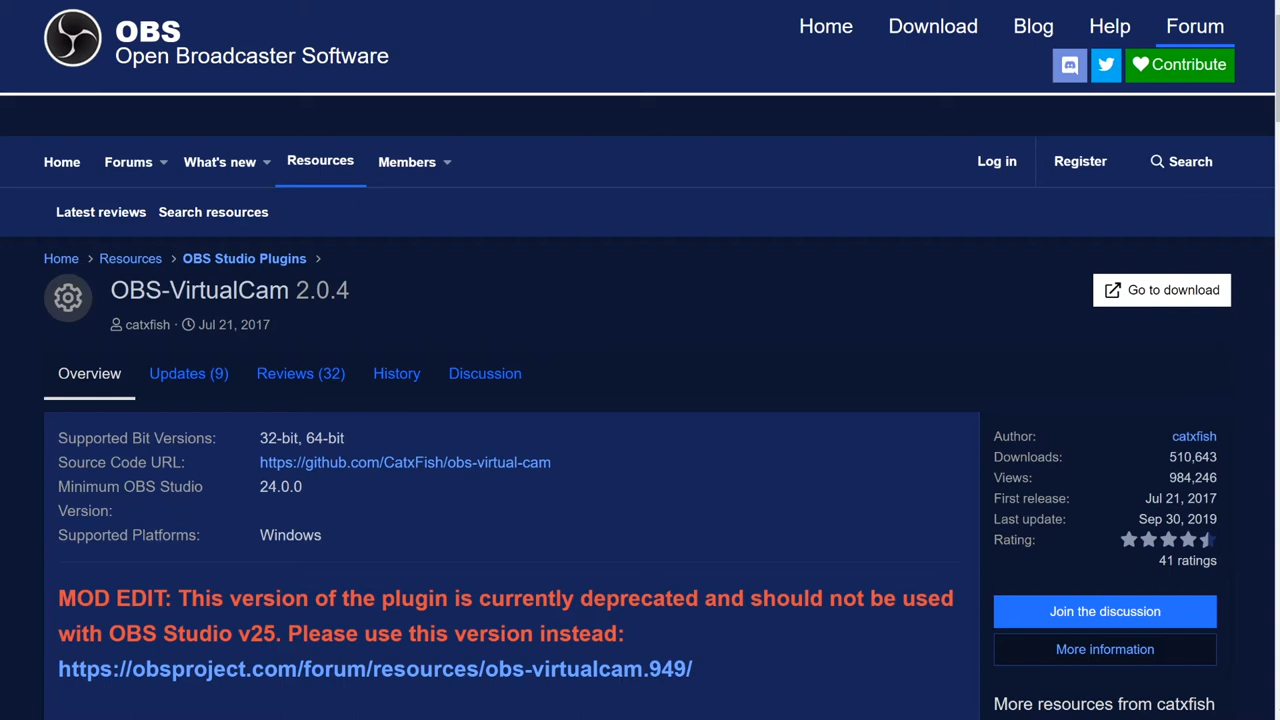 OBS
Open Broadcaster Software
Home Download Blog Help Forum
Contribute
Home Forums What's new Resources Members Log in Register Search
Latest reviews Search resources
Home Resources OBS Studio Plugins
OBS-VirtualCam 2.0.4
Go to download
catxfish · Jul 21, 2017
Overview Updates (9) Reviews (32) History Discussion
Supported Bit Versions: 32-bit, 64-bit
Source Code URL: https://github.com/CatxFish/obs-virtual-cam
Minimum OBS Studio 24.0.0
Version:
Supported Platforms: Windows
MOD EDIT: This version of the plugin is currently deprecated and should not be used
with OBS Studio v25. Please use this version instead:
https://obsproject.com/forum/resources/obs-virtualcam.949/
Author: catxfish
Downloads: 510,643
Views: 984,246
First release: Jul 21, 2017
Last update: Sep 30, 2019
Rating:
41 ratings
Join the discussion
More information
More resources from catxfish